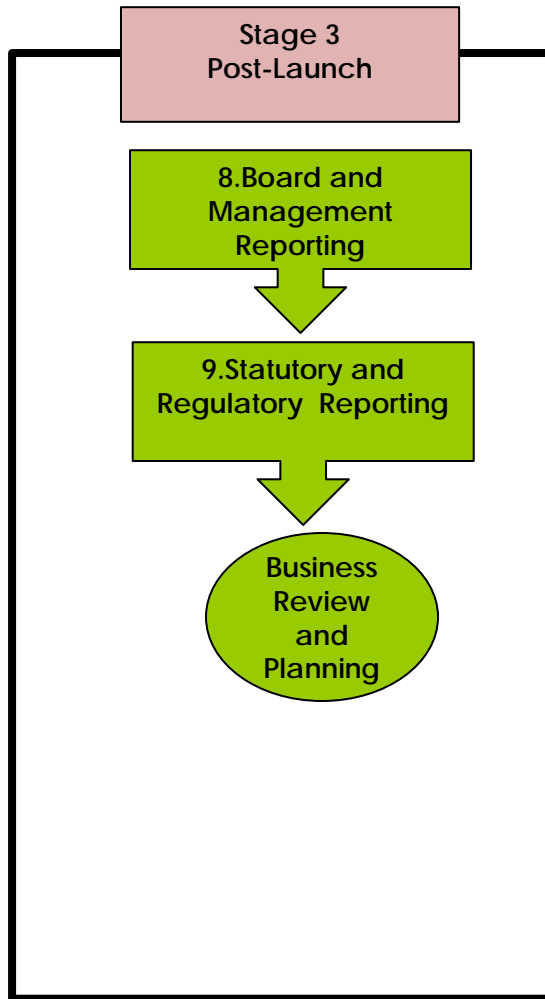 Stage 3
Post-Launch
8.Board and
Management
Reporting
9.Statutory and
Regulatory Reporting
Business
Review
and
Planning